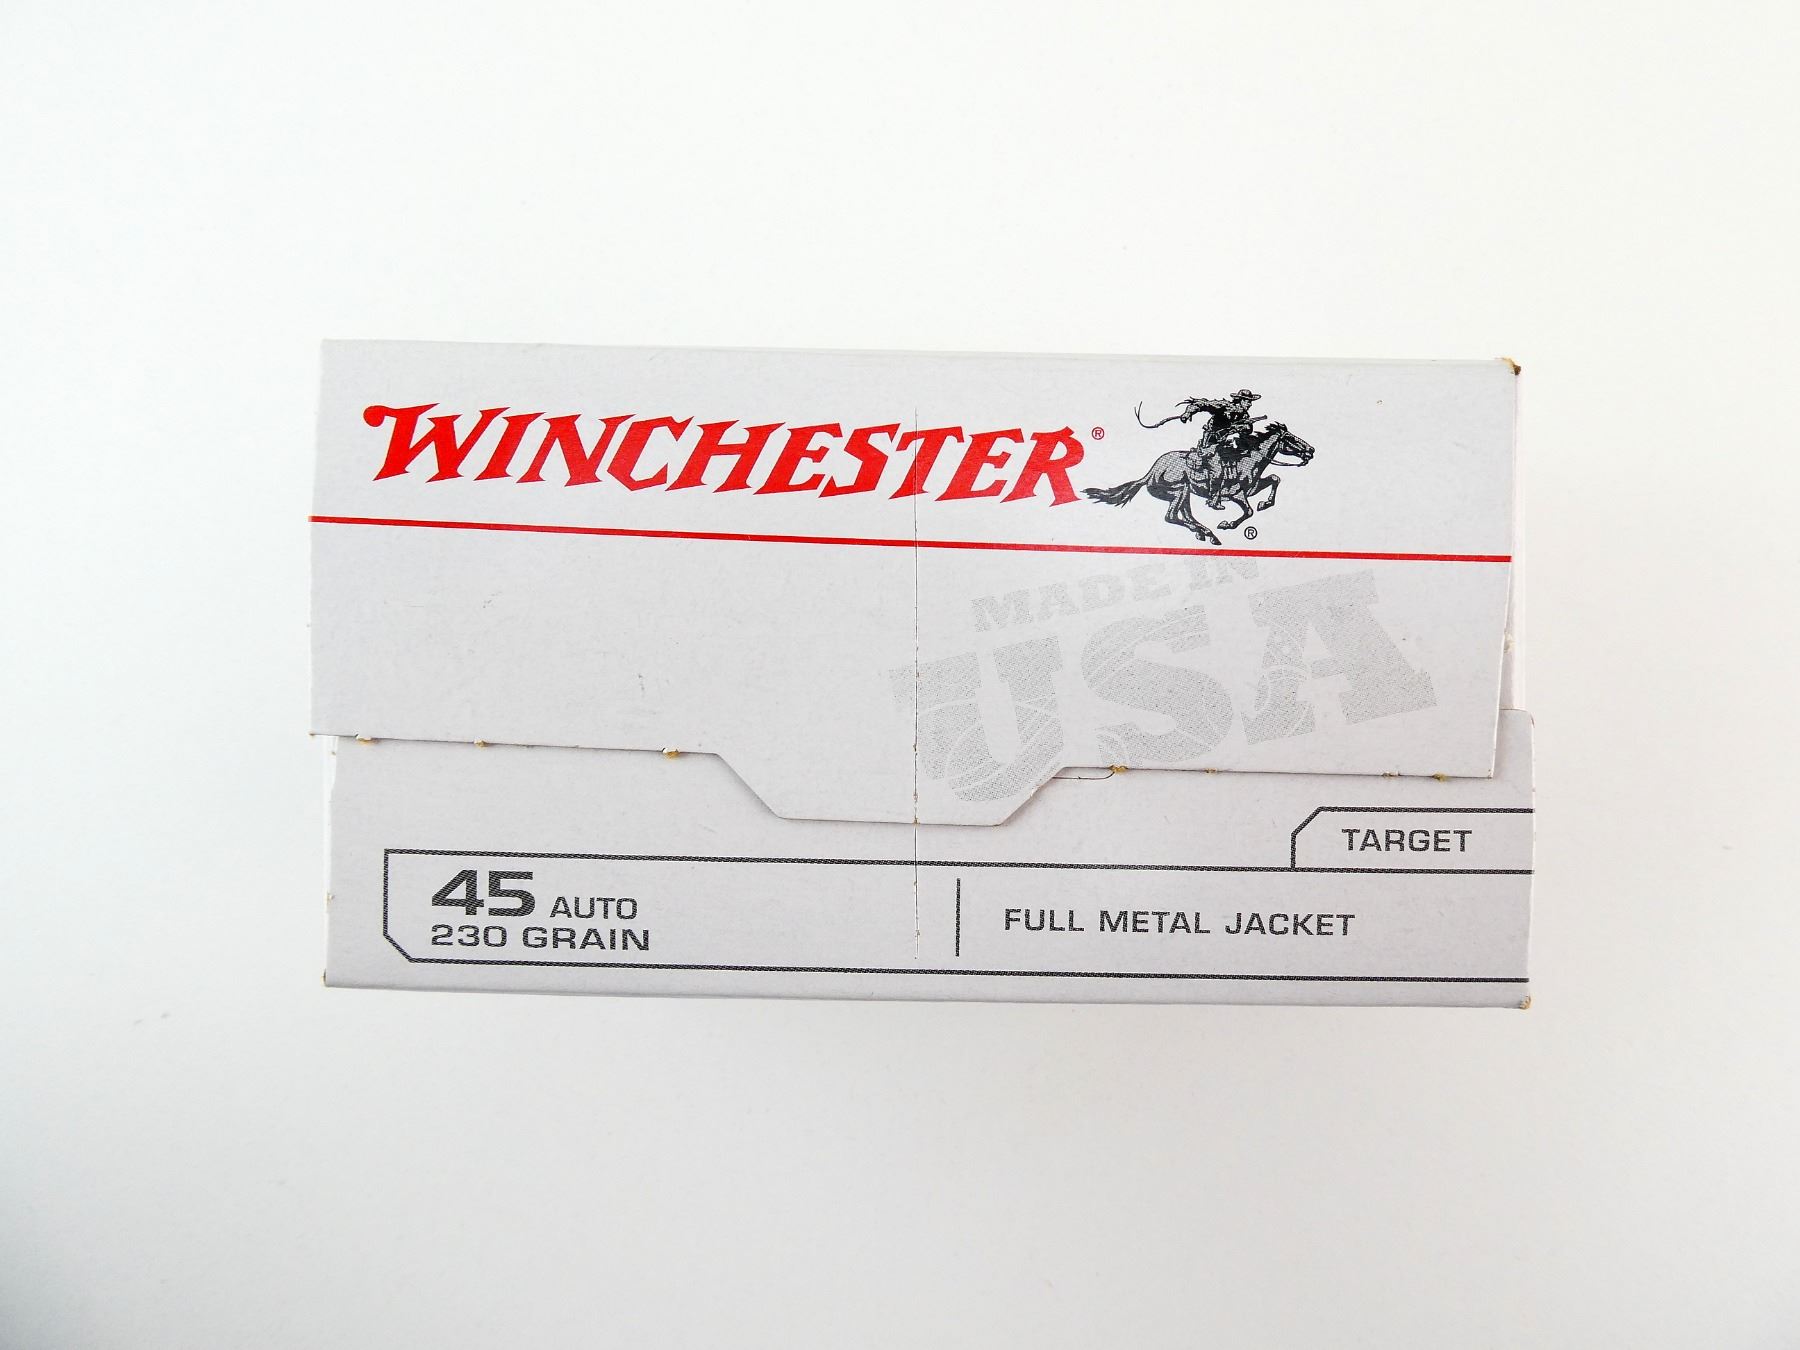 WINCHESTER®
®
MADE IN
USA
TARGET
45 AUTO
230 GRAIN
FULL METAL JACKET